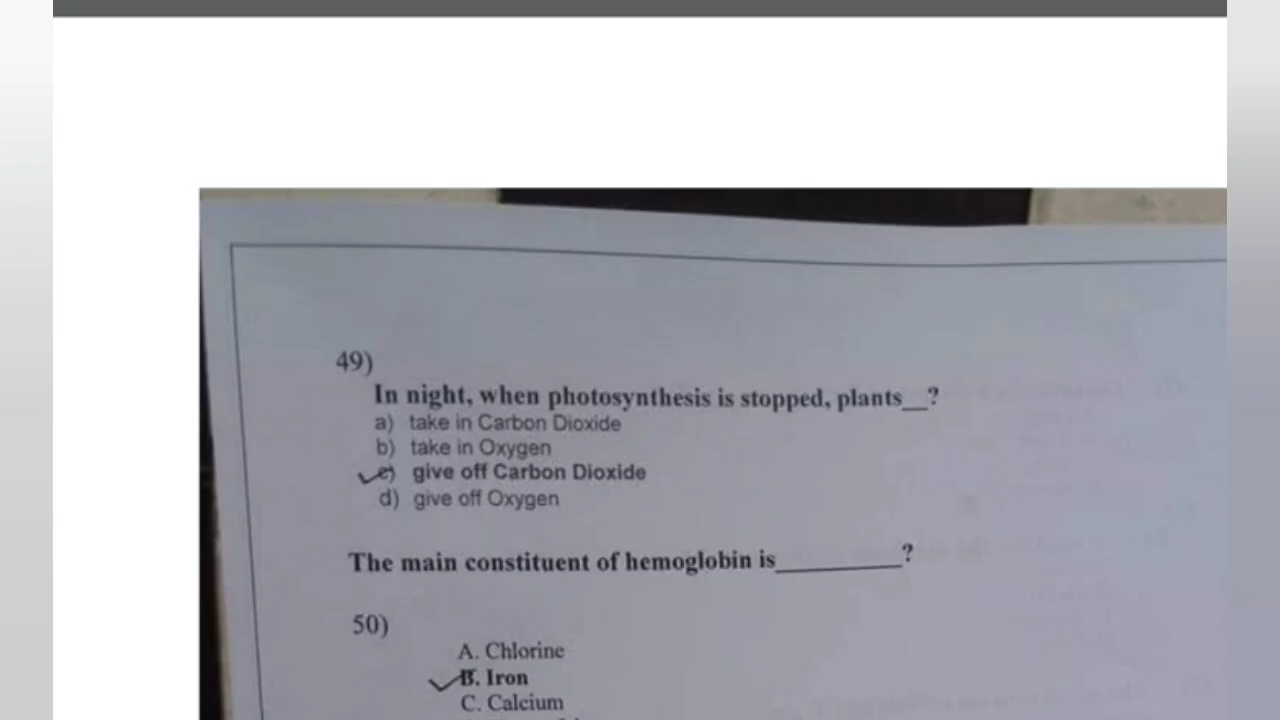 49)
In night, when photosynthesis is stopped, plants__?
a) take in Carbon Dioxide
b) take in Oxygen
c) give off Carbon Dioxide
d) give off Oxygen
The main constituent of hemoglobin is__________?
50)
A. Chlorine
B. Iron
C. Calcium